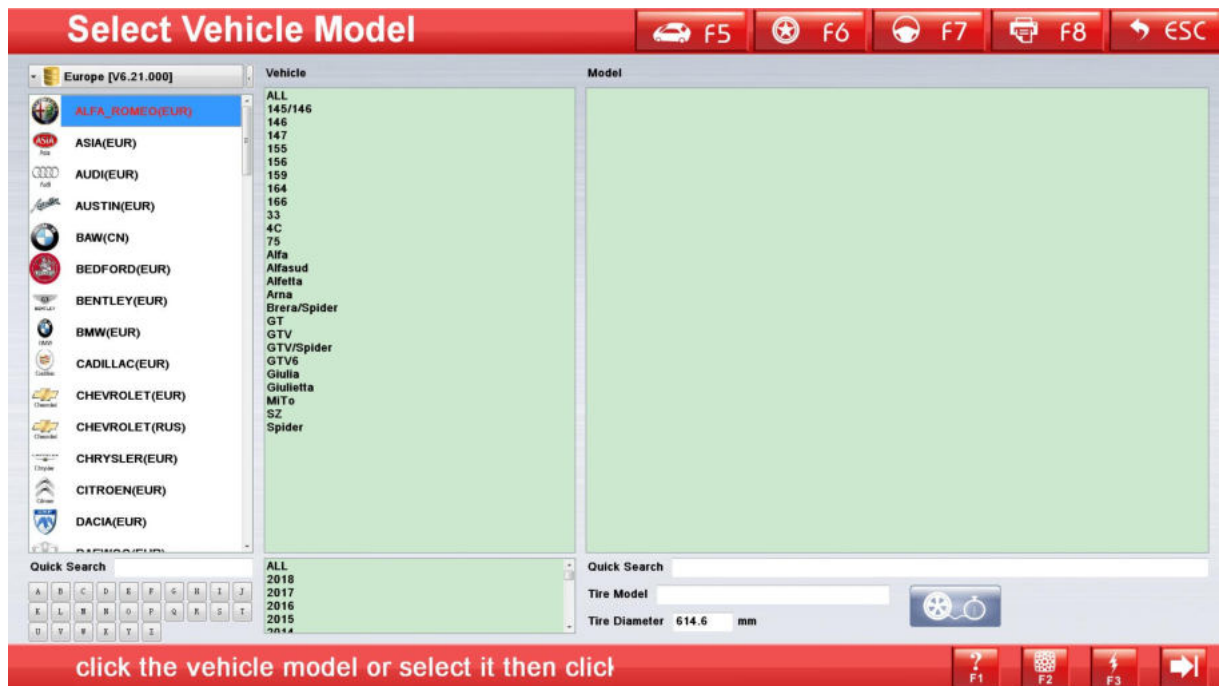 Select Vehicle Model
F5
F6
F7
F8
ESC
Europe [V6.21.000]
ALFA_ROMEO(EUR)
ASIA(EUR)
AUDI(EUR)
AUSTIN(EUR)
BAW(CN)
BEDFORD(EUR)
BENTLEY(EUR)
BMW(EUR)
CADILLAC(EUR)
CHEVROLET(EUR)
CHEVROLET(RUS)
CHRYSLER(EUR)
CITROEN(EUR)
DACIA(EUR)
DAEWOO(EUR)
Vehicle
ALL
145/146
146
147
155
156
159
164
166
33
4C
75
Alfa
Alfasud
Alfetta
Arna
Brera/Spider
GT
GTV
GTV/Spider
GTV6
Giulia
Giulietta
MiTo
SZ
Spider
Model
Quick Search
A B C D E F G H I J
K L M N O P Q R S T
U V W X Y Z
ALL
2018
2017
2016
2015
2014
Quick Search
Tire Model
Tire Diameter 614.6 mm
click the vehicle model or select it then clic
? F1
F2
F3